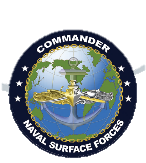 COMMANDER
NAVAL SURFACE FORCES